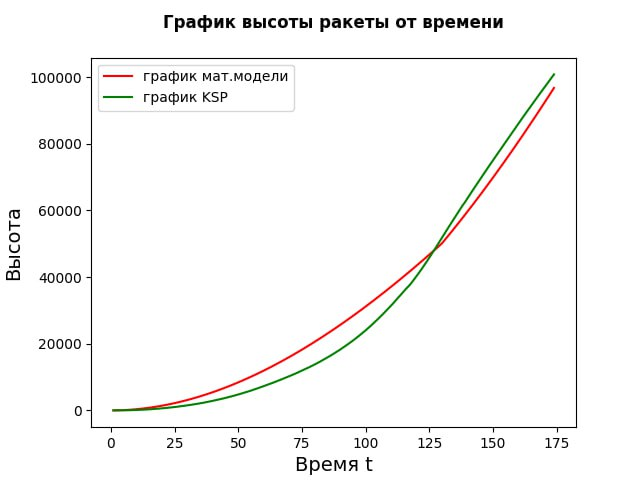 График высоты ракеты от времени
график мат.модели
график KSP
100000
80000
60000
40000
20000
0
Высота
0 25 50 75 100 125 150 175
Время t